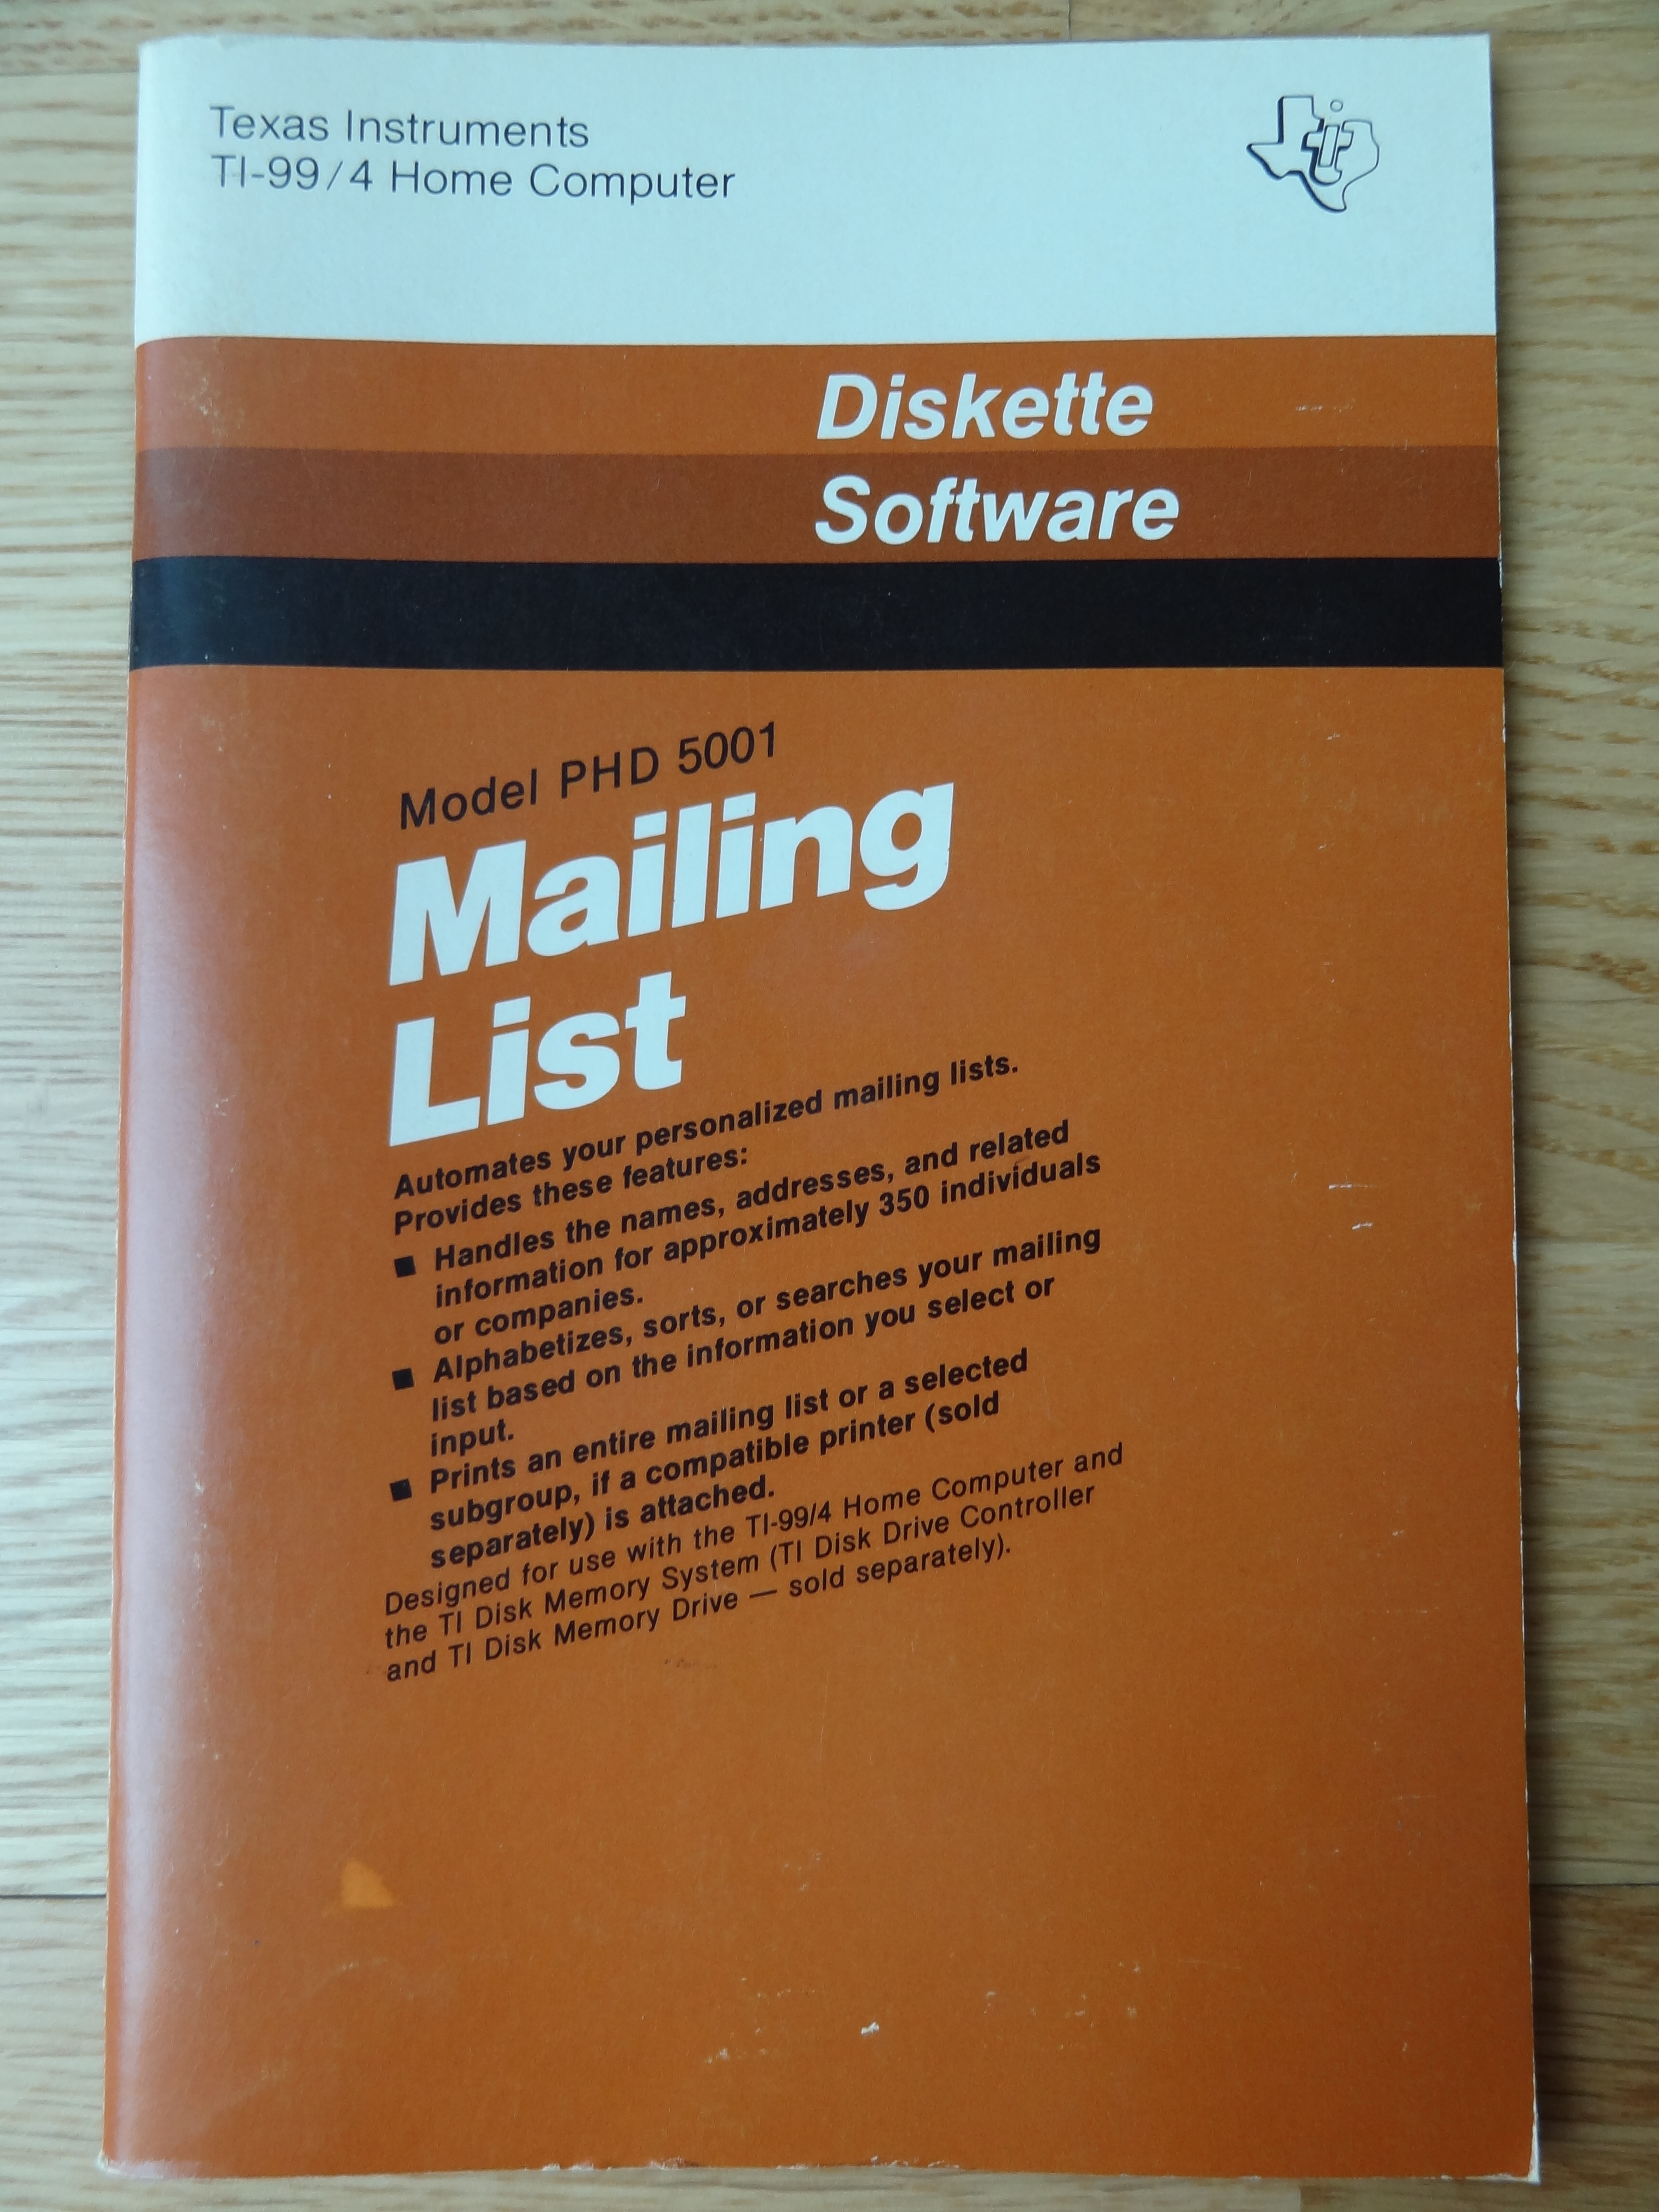 Texas Instruments
TI-99/4 Home Computer
Diskette
Software
Model PHD 5001
Mailing
List
Automates your personalized mailing lists.
Provides these features:
■ Handles the names, addresses, and related
information for approximately 350 individuals
or companies.
■ Alphabetizes, sorts, or searches your mailing
list based on the information you select or
input.
■ Prints an entire mailing list or a selected
subgroup, if a compatible printer (sold
separately) is attached.
Designed for use with the TI-99/4 Home Computer and
the TI Disk Memory System (TI Disk Drive Controller
and TI Disk Memory Drive — sold separately).